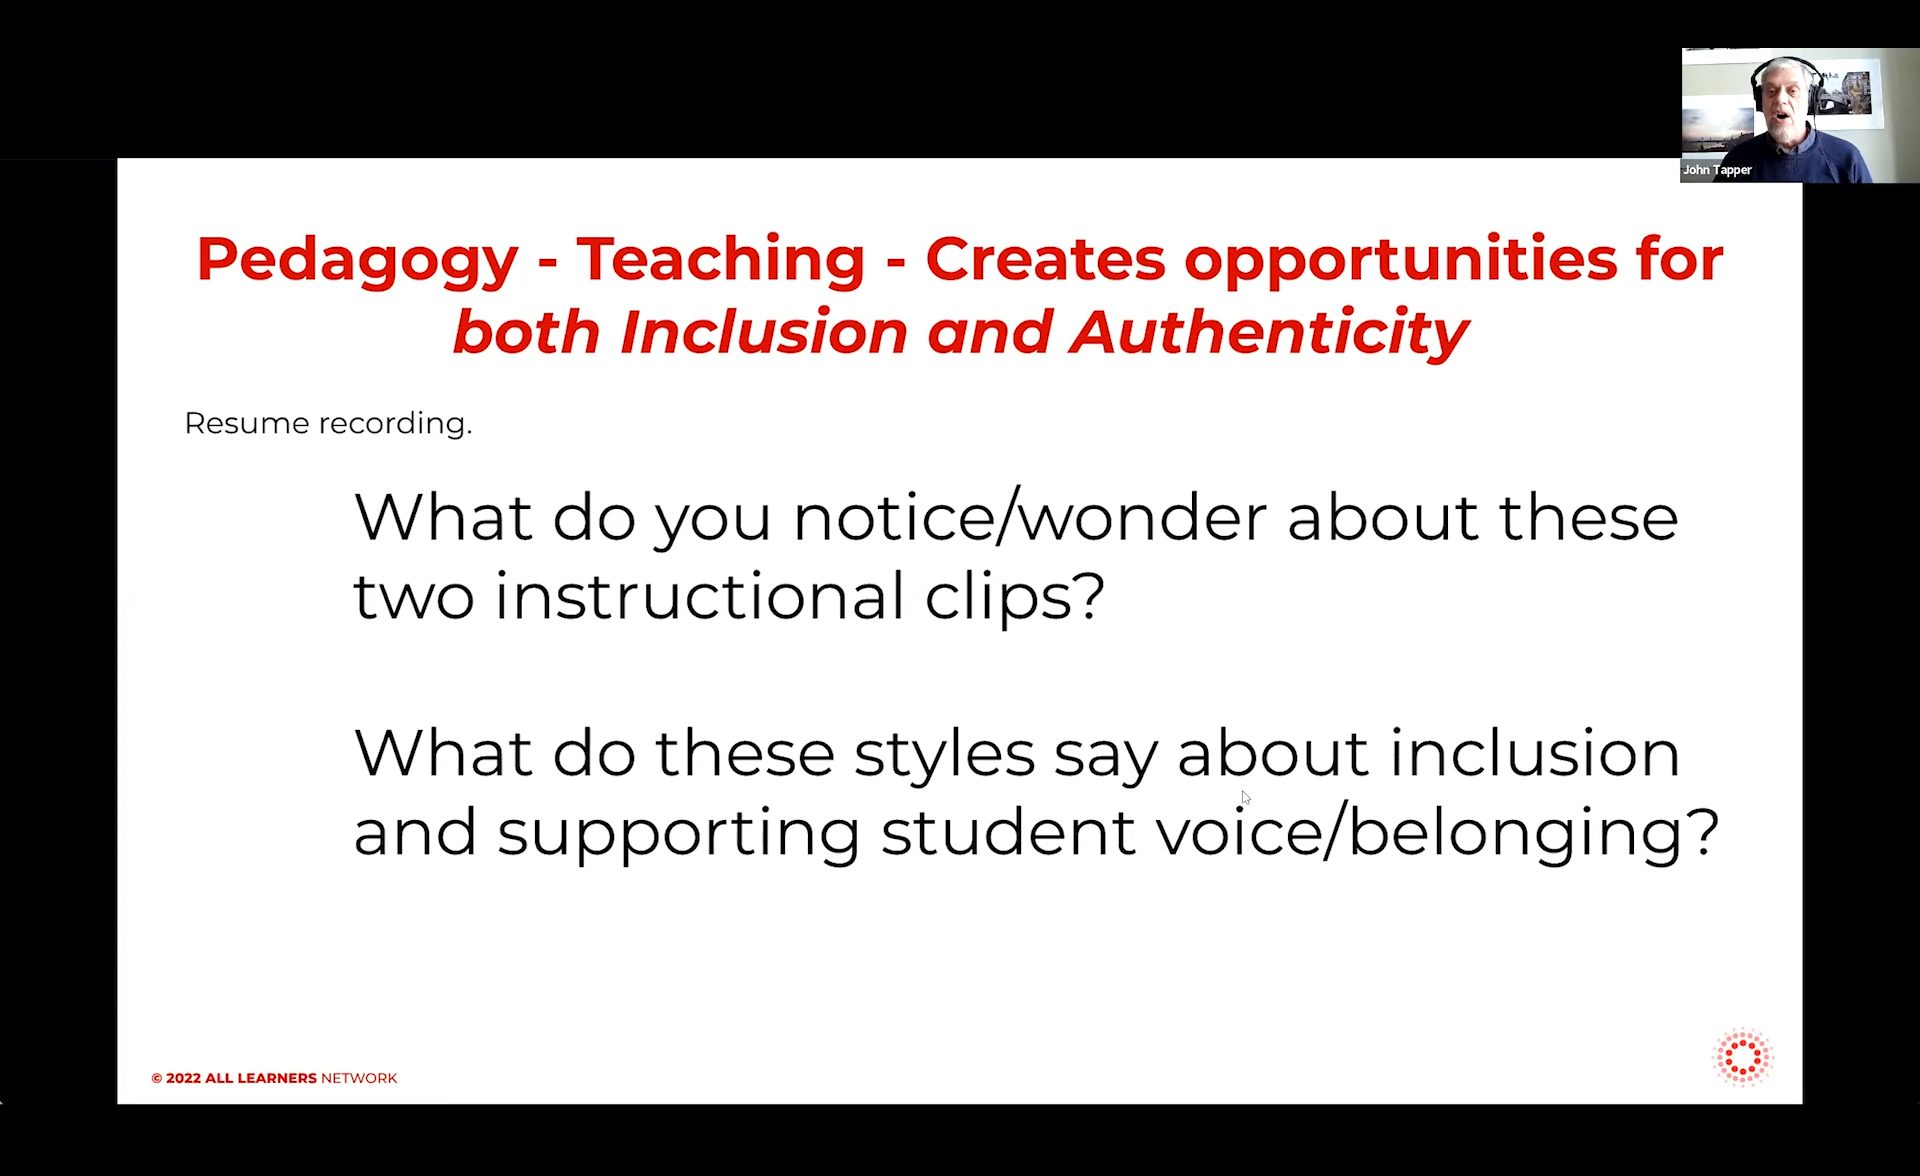 John Tapper
Pedagogy - Teaching - Creates opportunities for
both Inclusion and Authenticity
Resume recording.
What do you notice/wonder about these
two instructional clips?
What do these styles say about inclusion
and supporting student voice/belonging?
© 2022 ALL LEARNERS NETWORK